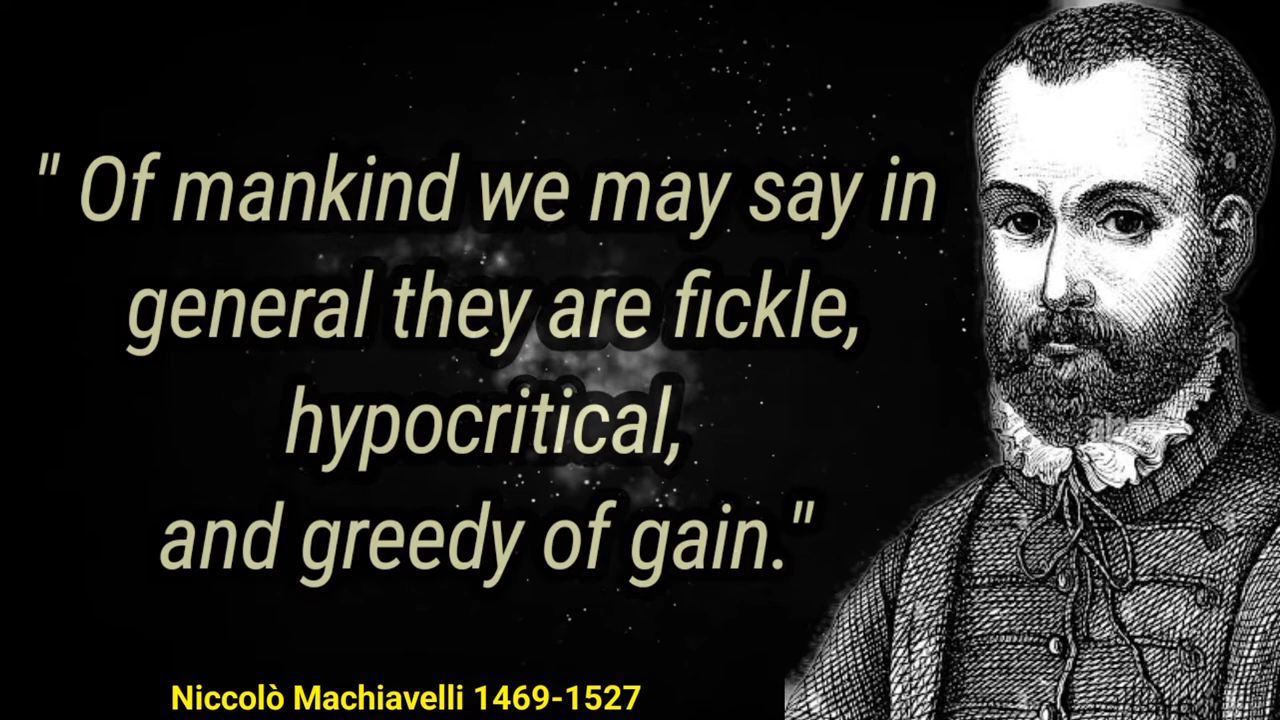 " Of mankind we may say in
general they are fickle,
hypocritical,
and greedy of gain."
Niccolò Machiavelli 1469-1527